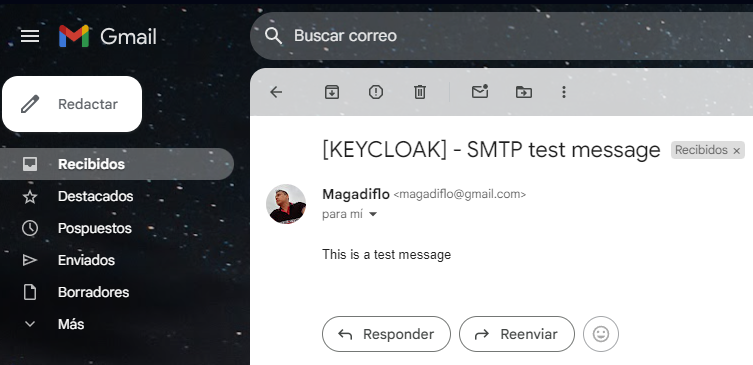 Gmail
Buscar correo
Redactar
Recibidos
Destacados
Pospuestos
Enviados
Borradores
Más
[KEYCLOAK] - SMTP test message Recibidos ×
Magadiflo <magadiflo@gmail.com>
para mí
This is a test message
Responder
Reenviar